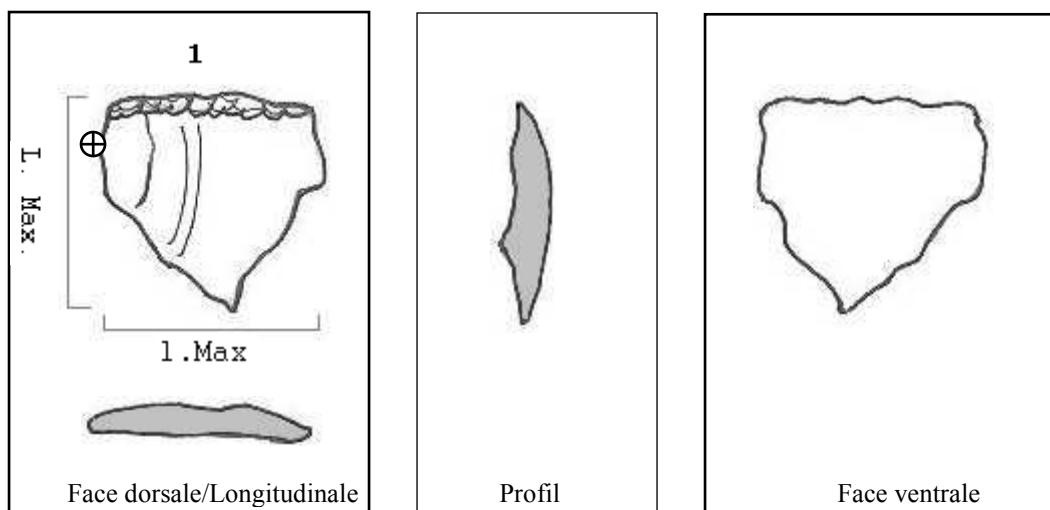 1
L. Max.
l.Max
Face dorsale/Longitudinale
Profil
Face ventrale